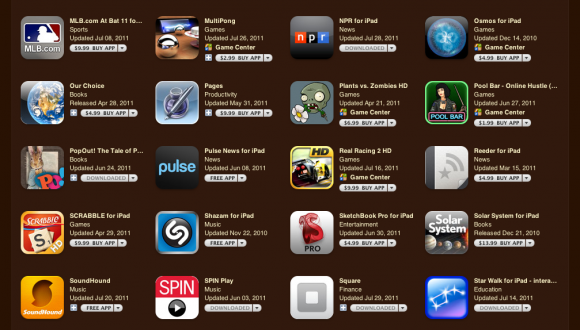 MLB.com At Bat 11 fo...
Sports
Updated Jul 08, 2011
$9.99 BUY APP
MLB.com
MultiPong
Games
Updated Jul 26, 2011
Game Center
$2.99 BUY APP
NPR for iPad
News
Updated Jul 28, 2011
DOWNLOADED
npr
Osmos for iPad
Games
Updated Dec 14, 2010
Game Center
$4.99 BUY APP
Our Choice
Books
Released Apr 28, 2011
$4.99 BUY APP
Pages
Productivity
Updated May 31, 2011
$9.99 BUY APP
Plants vs. Zombies HD
Games
Updated Apr 21, 2011
Game Center
$6.99 BUY APP
Pool Bar - Online Hustle (...
Games
Updated Jun 27, 2011
Game Center
$1.99 BUY APP
POOL BAR
PopOut! The Tale of P...
Books
Updated Jun 24, 2011
DOWNLOADED
Pop
Pulse News for iPad
News
Updated Jun 08, 2011
FREE APP
pulse
Real Racing 2 HD
Games
Updated Jul 16, 2011
Game Center
$9.99 BUY APP
HD
Reeder for iPad
News
Updated Mar 15, 2011
$4.99 BUY APP
SCRABBLE for iPad
Games
Updated Apr 29, 2011
$9.99 BUY APP
SCRABBLE
S
HD
Shazam for iPad
Music
Updated Nov 22, 2010
FREE APP
SketchBook Pro for iPad
Entertainment
Updated Jun 30, 2011
$4.99 BUY APP
PRO
Solar System for iPad
Books
Released Dec 21, 2010
$13.99 BUY APP
Solar
System
SoundHound
Music
Updated Jul 20, 2011
FREE APP
SoundHound
SPIN Play
Music
Updated Jun 03, 2011
DOWNLOADED
SPIN
Square
Finance
Updated Jul 29, 2011
DOWNLOADED
Star Walk for iPad - intera...
Education
Updated Jul 14, 2011
DOWNLOADED